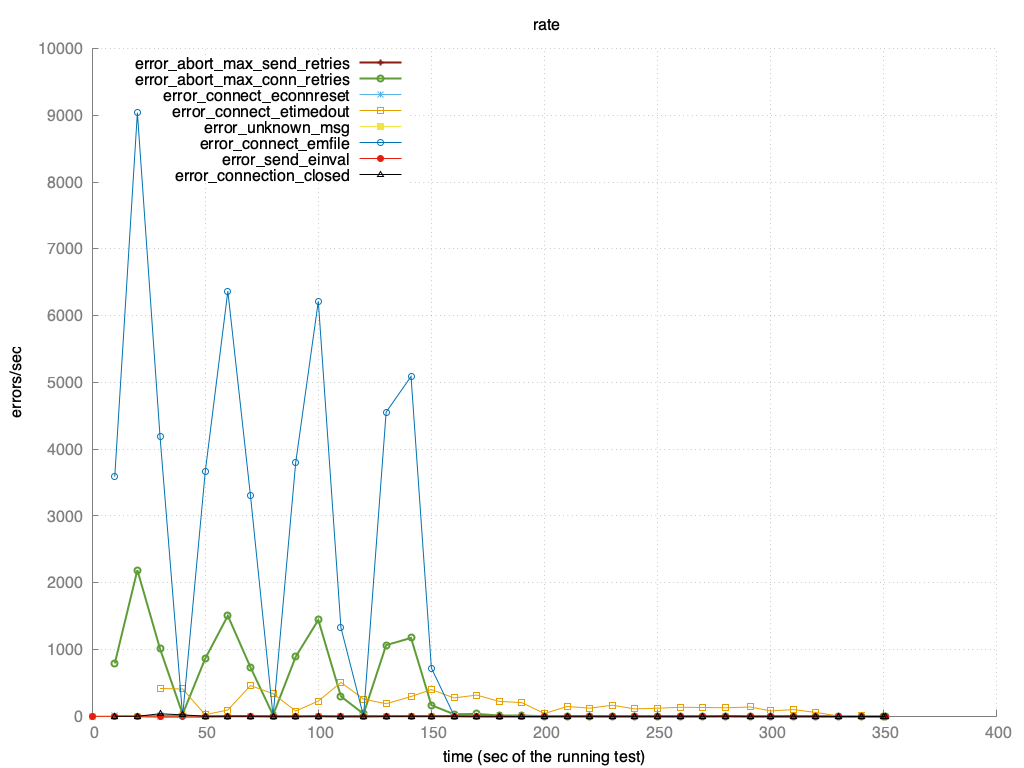 rate
10000
9000
8000
7000
6000
5000
4000
3000
2000
1000
0
errors/sec
error_abort_max_send_retries
error_abort_max_conn_retries
error_connect_econnreset
error_connect_etimedout
error_unknown_msg
error_connect_emfile
error_send_einval
error_connection_closed
0 50 100 150 200 250 300 350 400
time (sec of the running test)